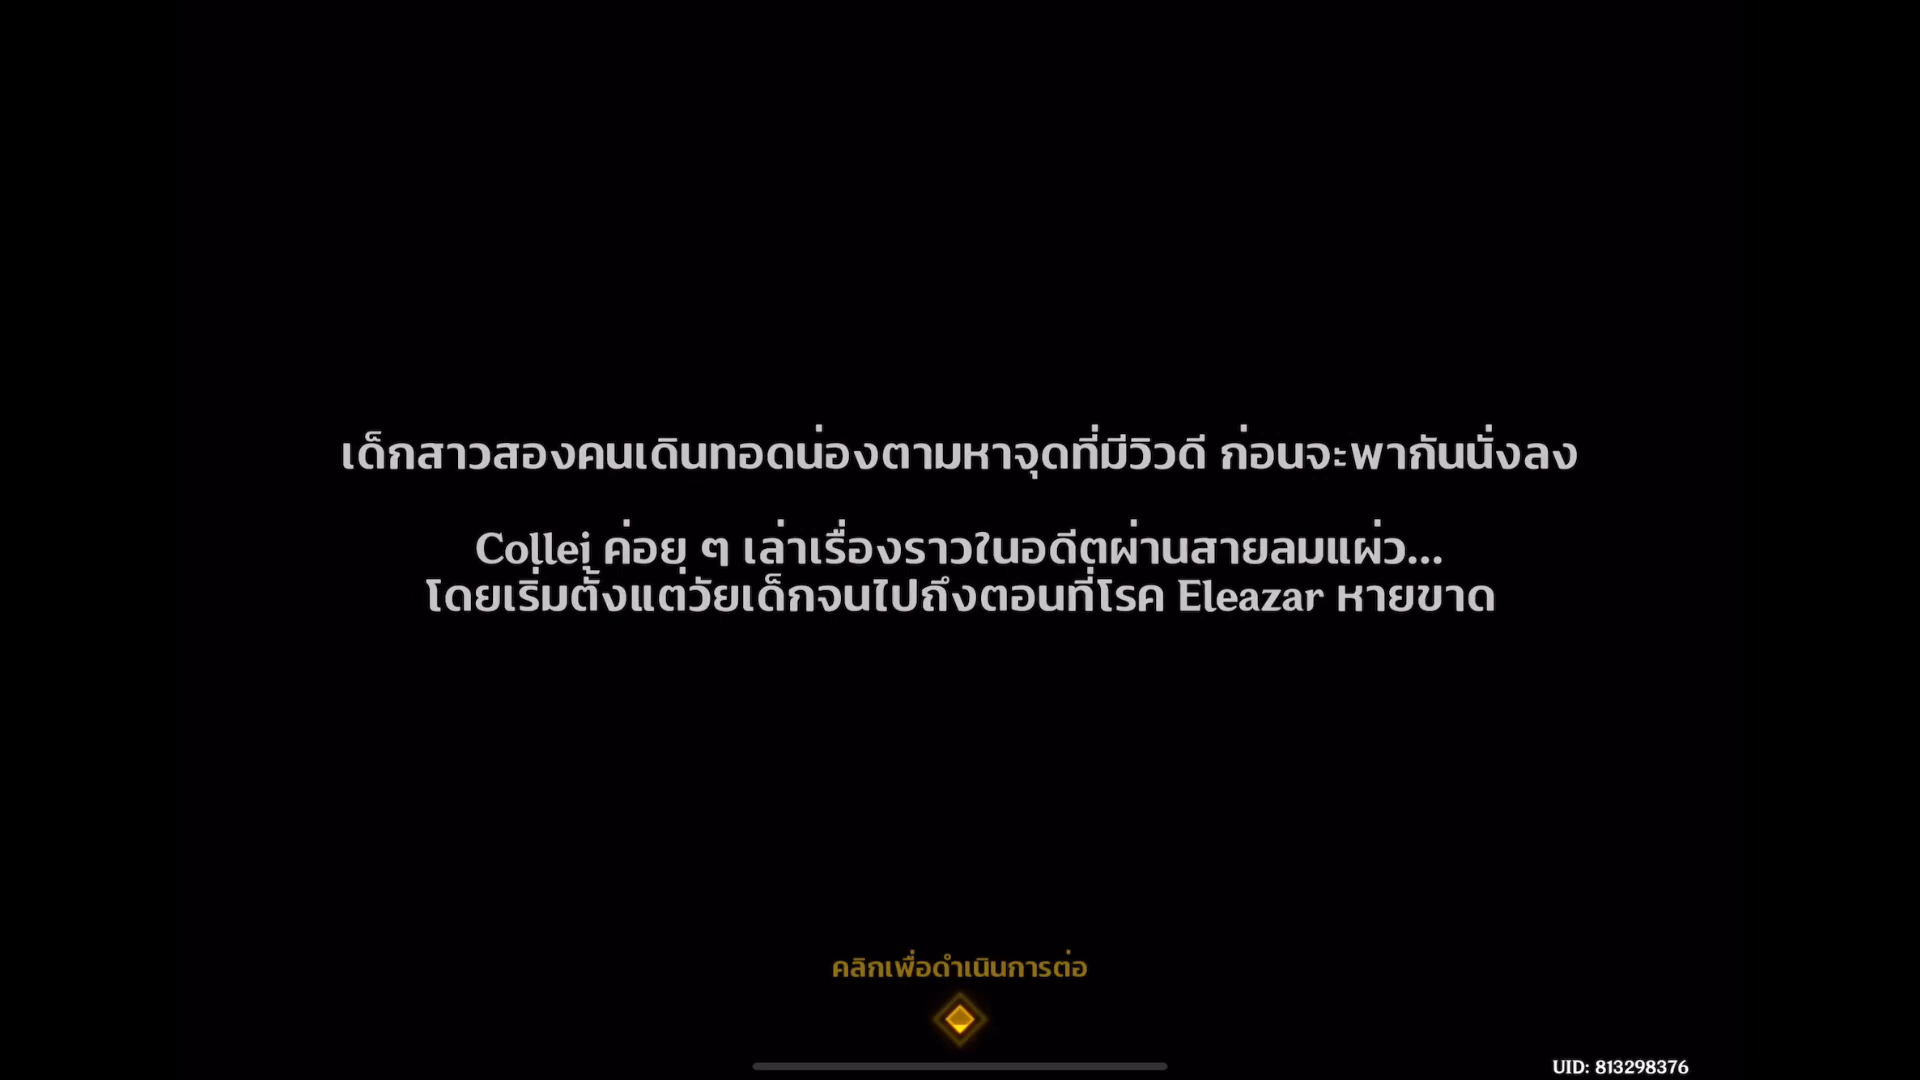 เด็กสาวสองคนเดินทอดน่องตามหาจุดที่มีวิวดี ก่อนจะพากันนั่งลง
Collei ค่อย ๆ เล่าเรื่องราวในอดีตผ่านสายลมแผ่ว...
โดยเริ่มตั้งแต่วัยเด็กจนไปถึงตอนที่โรค Eleazar หายขาด
คลิกเพื่อดำเนินการต่อ
UID: 813298376